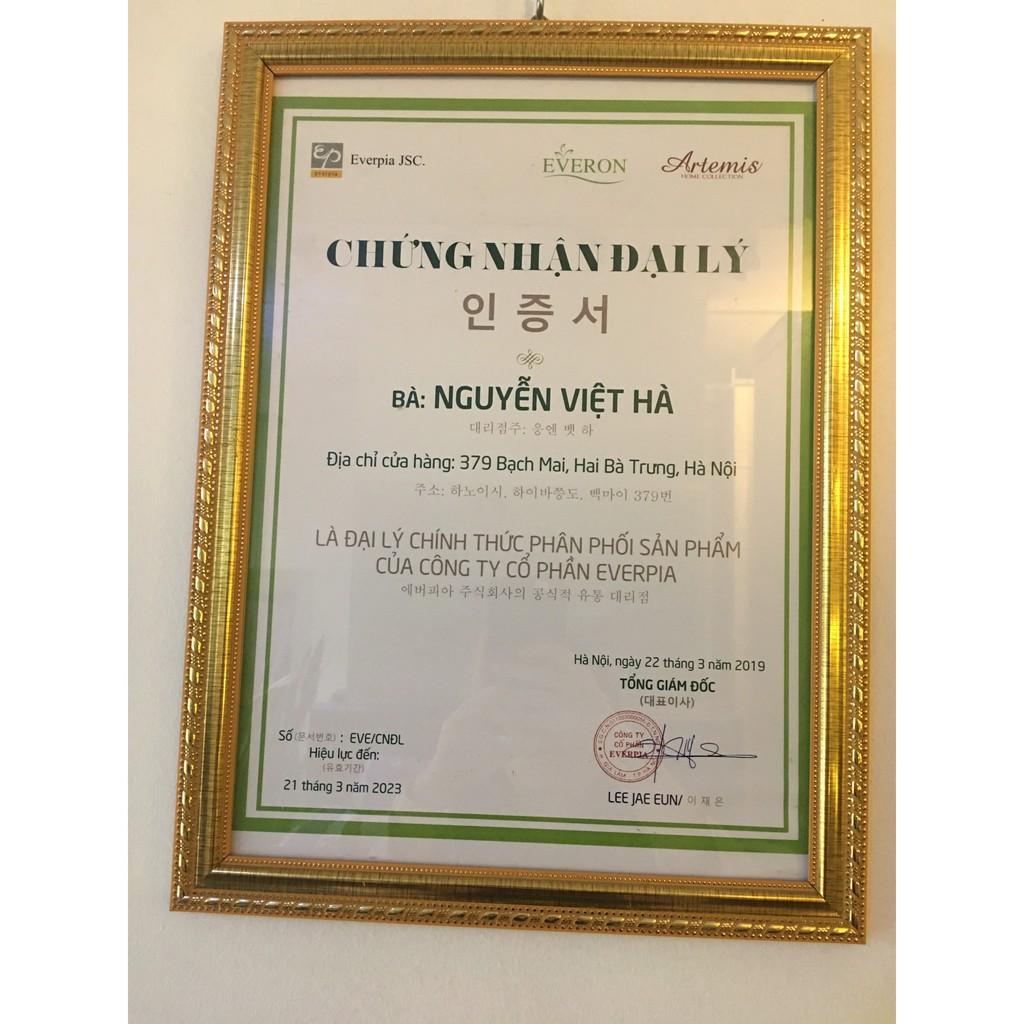 ep
everpia
Everpia JSC.
EVERON
Artemis
HOME COLLECTION
CHỨNG NHẬN ĐẠI LÝ
인증서
BÀ: NGUYỄN VIỆT HÀ
대리점주: 응엔 벳 하
Địa chỉ cửa hàng: 379 Bạch Mai, Hai Bà Trưng, Hà Nội
주소: 하노이시, 하이바쯩도, 백마이 379번
LÀ ĐẠI LÝ CHÍNH THỨC PHÂN PHỐI SẢN PHẨM
CỦA CÔNG TY CỔ PHẦN EVERPIA
에버피아 주식회사의 공식적 유통 대리점
Hà Nội, ngày 22 tháng 3 năm 2019
TỔNG GIÁM ĐỐC
(대표이사)
Số (문서번호) : EVE/CNĐL
Hiệu lực đến:
(유효기간)
21 tháng 3 năm 2023
CÔNG TY
CỔ PHẦN
EVERPIA
LEE JAE EUN/ 이재은